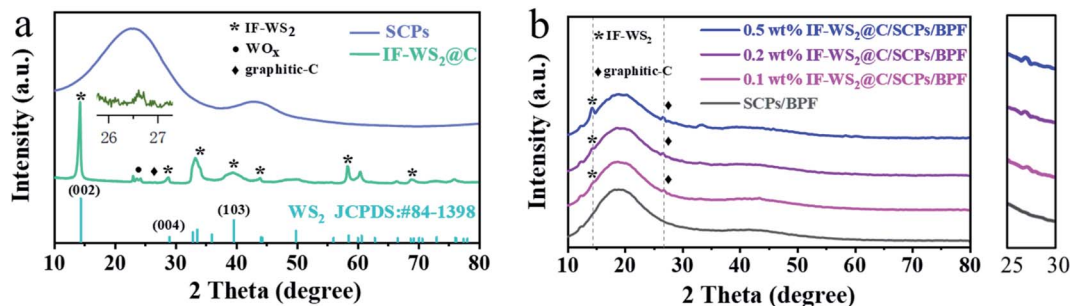 a
Intensity (a.u.)
* IF-WS₂
● WOₓ
♦ graphitic-C
SCPs
IF-WS₂@C
26 27
* * * * * *
● ♦ *
(002)
(004)
(103)
WS₂ JCPDS:#84-1398
10 20 30 40 50 60 70 80
2 Theta (degree)
b
Intensity (a.u.)
* IF-WS₂
♦ graphitic-C
0.5 wt% IF-WS₂@C/SCPs/BPF
0.2 wt% IF-WS₂@C/SCPs/BPF
0.1 wt% IF-WS₂@C/SCPs/BPF
SCPs/BPF
* ♦
* ♦
* ♦
10 20 30 40 50 60 70 80
2 Theta (degree)
25 30